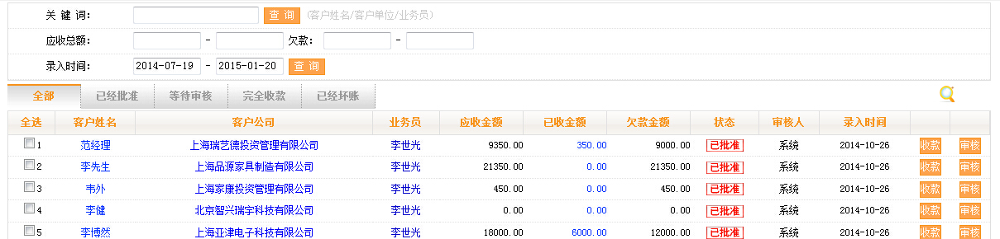 关 键 词： 查 询 (客户姓名/客户单位/业务员)
应收总额： - 欠款： -
录入时间： 2014-07-19 - 2015-01-20 查 询
全部 已经批准 等待审核 完全收款 已经坏账
全选 客户姓名 客户公司 业务员 应收金额 已收金额 欠款金额 状态 审核人 录入时间
1 范经理 上海瑞艺德投资管理有限公司 李世光 9350.00 350.00 9000.00 已批准 系统 2014-10-26 收款 审核
2 李先生 上海品源家具制造有限公司 李世光 21350.00 0.00 21350.00 已批准 系统 2014-10-26 收款 审核
3 韦外 上海家康投资管理有限公司 李世光 450.00 0.00 450.00 已批准 系统 2014-10-26 收款 审核
4 李健 北京智兴瑞宇科技有限公司 李世光 0.00 0.00 0.00 已批准 系统 2014-10-26 收款 审核
5 李博然 上海亚津电子科技有限公司 李世光 18000.00 6000.00 12000.00 已批准 系统 2014-10-26 收款 审核